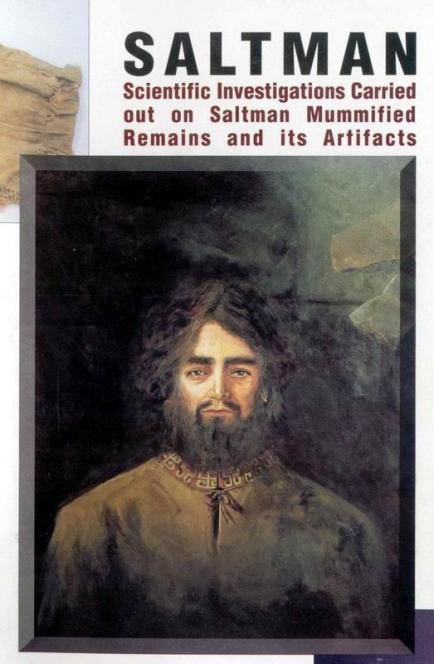 SALTMAN
Scientific Investigations Carried
out on Saltman Mummified
Remains and its Artifacts